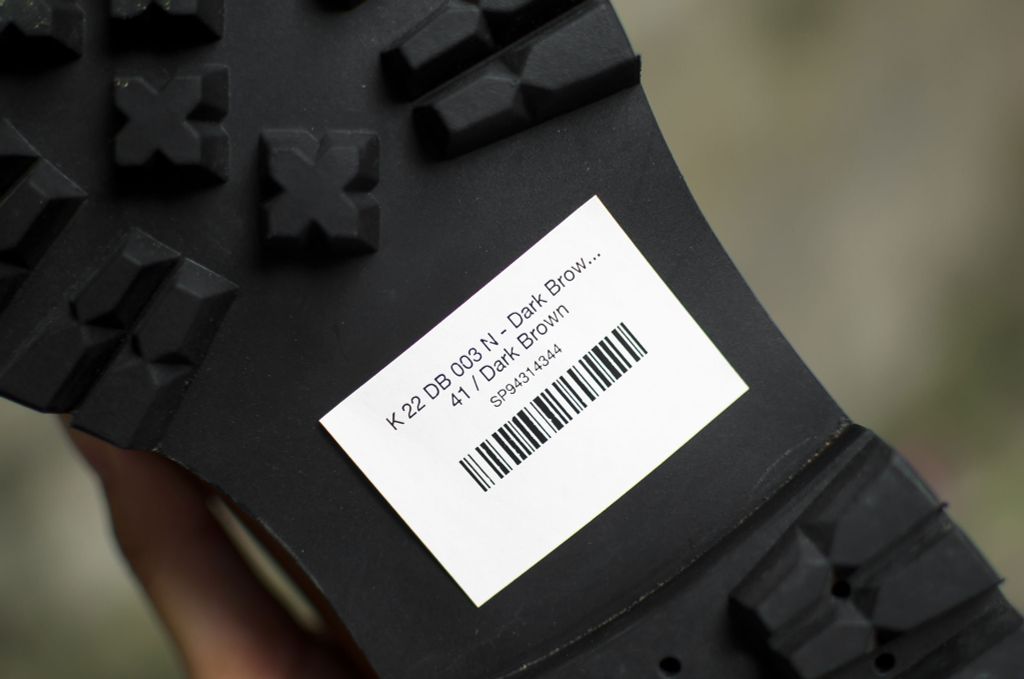 K 22 DB 003 N - Dark Brow...
41 / Dark Brown
SP94314344